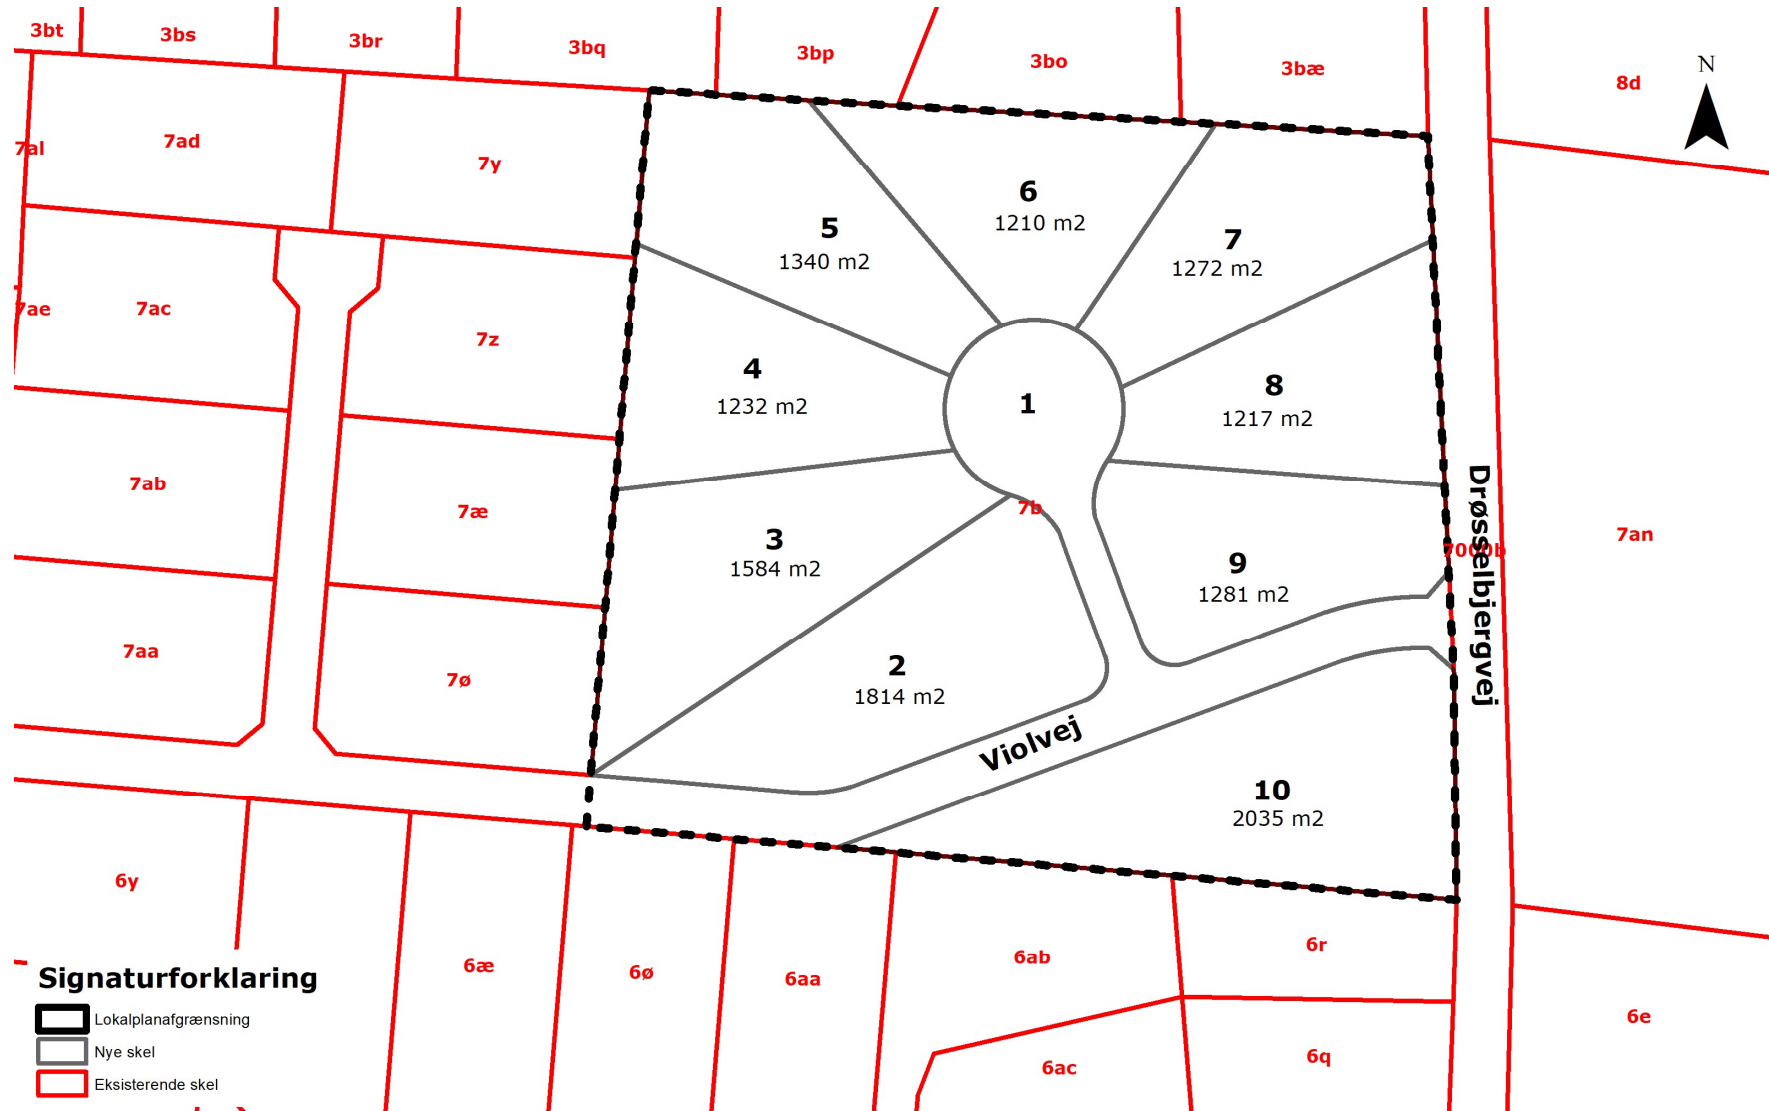 3bt
3bs
3br
3bq
3bp
3bo
3bæ
8d
N
7al
7ad
7y
5
1340 m2
6
1210 m2
7
1272 m2
7ae
7ac
7z
4
1232 m2
1
8
1217 m2
7ab
7æ
3
1584 m2
7b
9
1281 m2
Drøsselbjergvej
7000b
7an
7aa
7ø
2
1814 m2
Violvej
10
2035 m2
6y
6æ
6ø
6aa
6ab
6r
6ac
6q
6e
Signaturforklaring
Lokalplanafgrænsning
Nye skel
Eksisterende skel